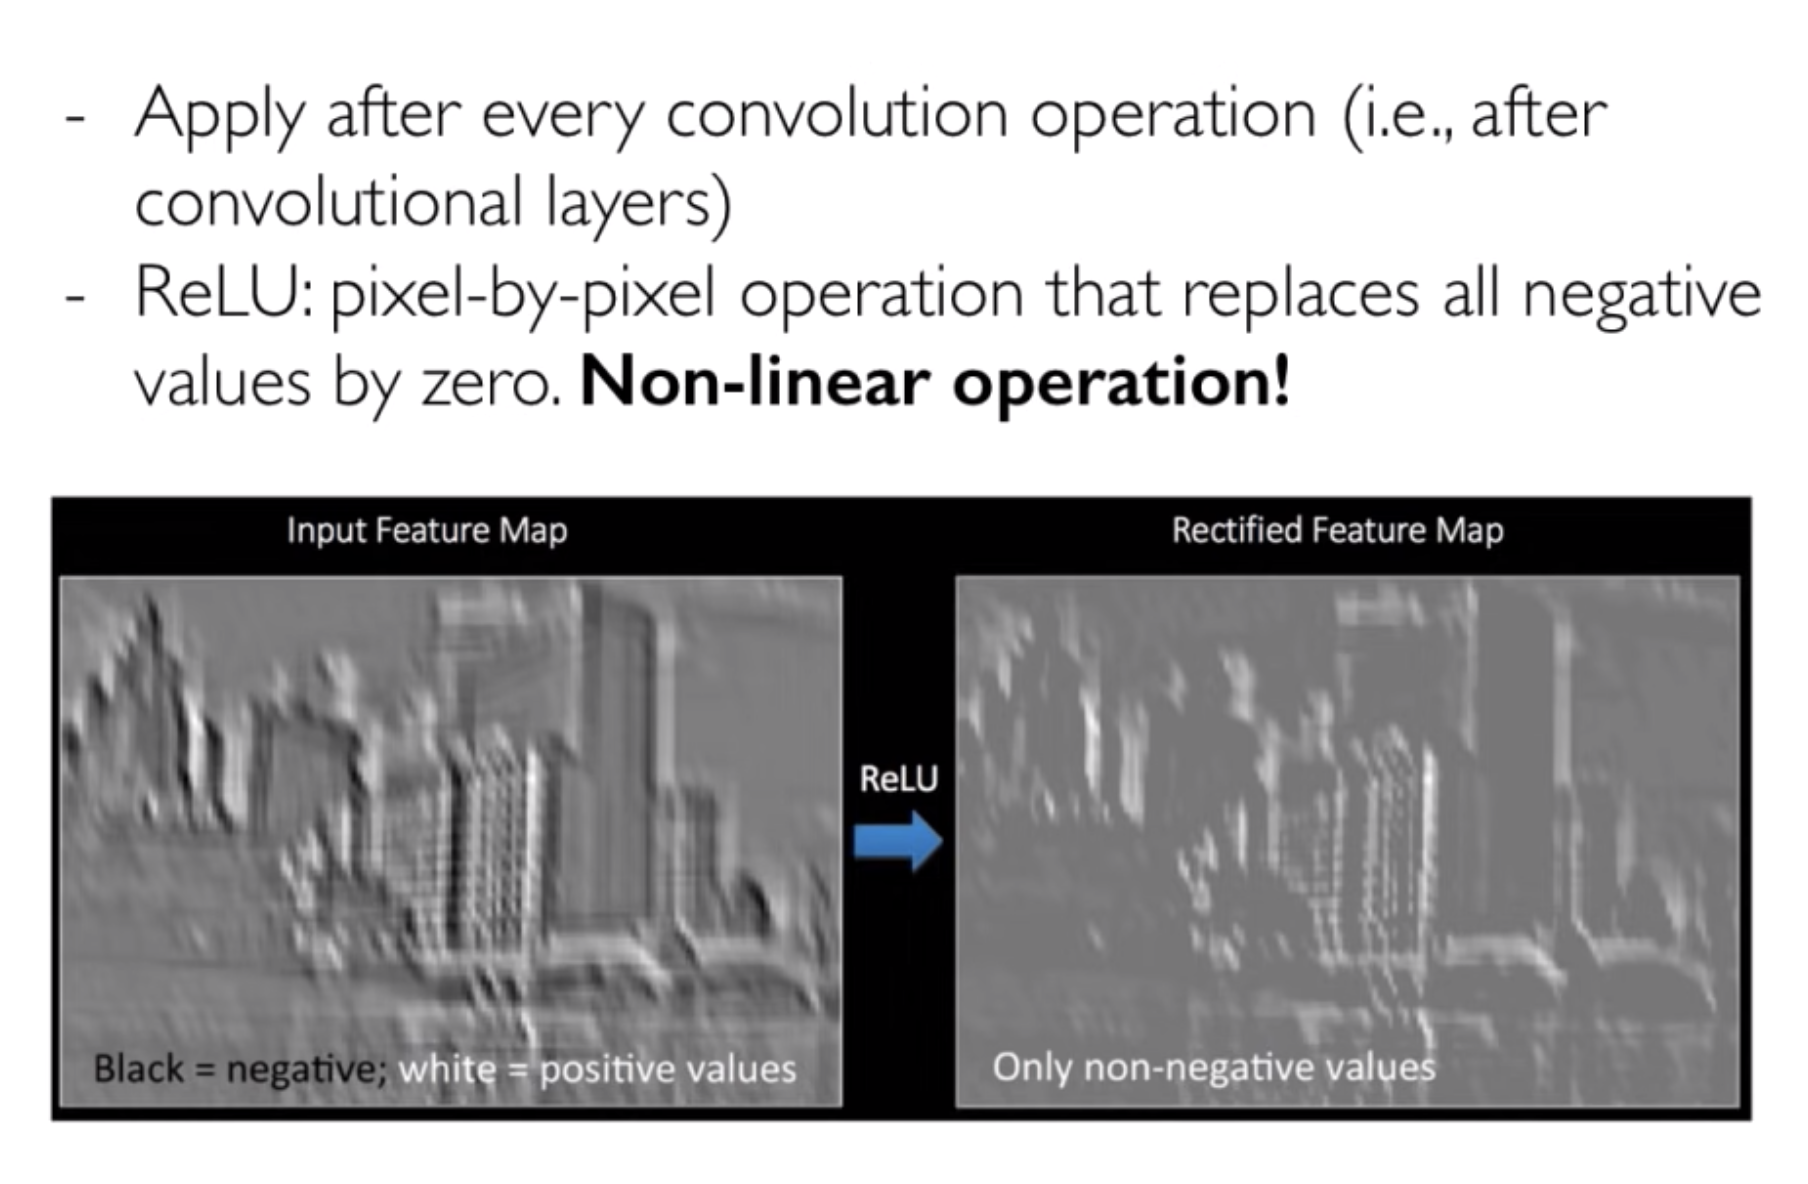 - Apply after every convolution operation (i.e., after
convolutional layers)
- ReLU: pixel-by-pixel operation that replaces all negative
values by zero. Non-linear operation!
Input Feature Map
Rectified Feature Map
ReLU
Black = negative; white = positive values
Only non-negative values